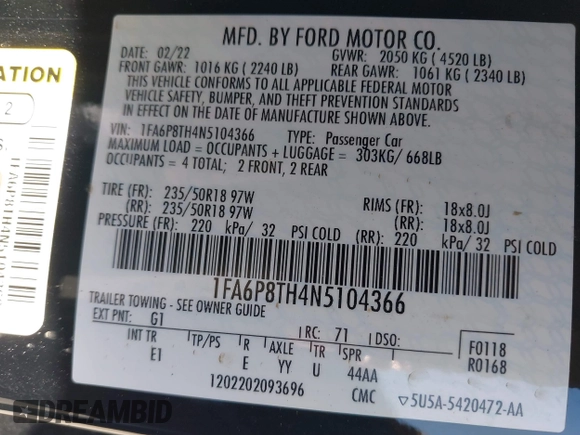 MFD. BY FORD MOTOR CO.
DATE: 02/22 GVWR: 2050 KG ( 4520 LB)
FRONT GAWR: 1016 KG ( 2240 LB) REAR GAWR: 1061 KG ( 2340 LB)
THIS VEHICLE CONFORMS TO ALL APPLICABLE FEDERAL MOTOR
VEHICLE SAFETY, BUMPER, AND THEFT PREVENTION STANDARDS
IN EFFECT ON THE DATE OF MANUFACTURE SHOWN ABOVE.
VIN: 1FA6P8TH4N5104366 TYPE: Passenger Car
MAXIMUM LOAD = OCCUPANTS + LUGGAGE = 303KG/ 668LB
OCCUPANTS = 4 TOTAL; 2 FRONT, 2 REAR
TIRE (FR): 235/50R18 97W RIMS (FR): 18x8.0J
(RR): 235/50R18 97W (RR): 18x8.0J
PRESSURE (FR): 220 kPa/ 32 PSI COLD (RR): 220 kPa/ 32 PSI COLD
1FA6P8TH4N5104366
TRAILER TOWING - SEE OWNER GUIDE
EXT PNT: G1 RC: 71 DSO:
INT TR TP/PS R AXLE TR SPR F0118
E1 E YY U 44AA R0168
1202202093696 CMC ▽5U5A-5420472-AA
ATION
2
1FA6P8TH4N5104366
EPIC.VIN